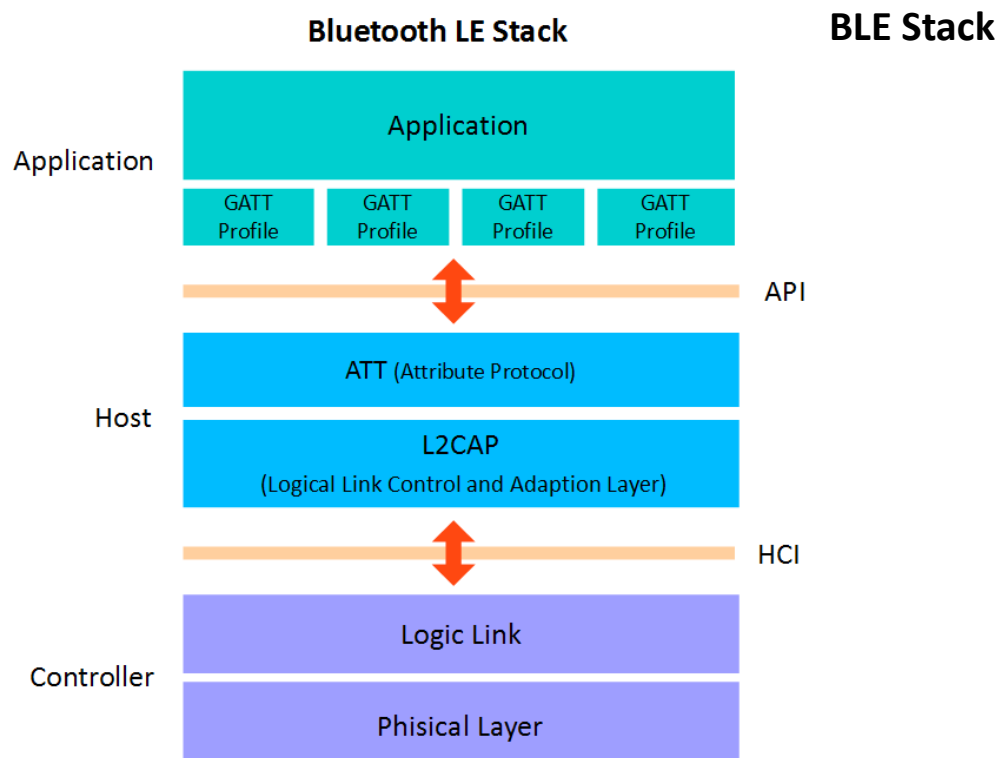 Bluetooth LE Stack
BLE Stack
Application
Application
GATT
Profile
GATT
Profile
GATT
Profile
GATT
Profile
API
ATT (Attribute Protocol)
Host
L2CAP
(Logical Link Control and Adaption Layer)
HCI
Logic Link
Controller
Phisical Layer